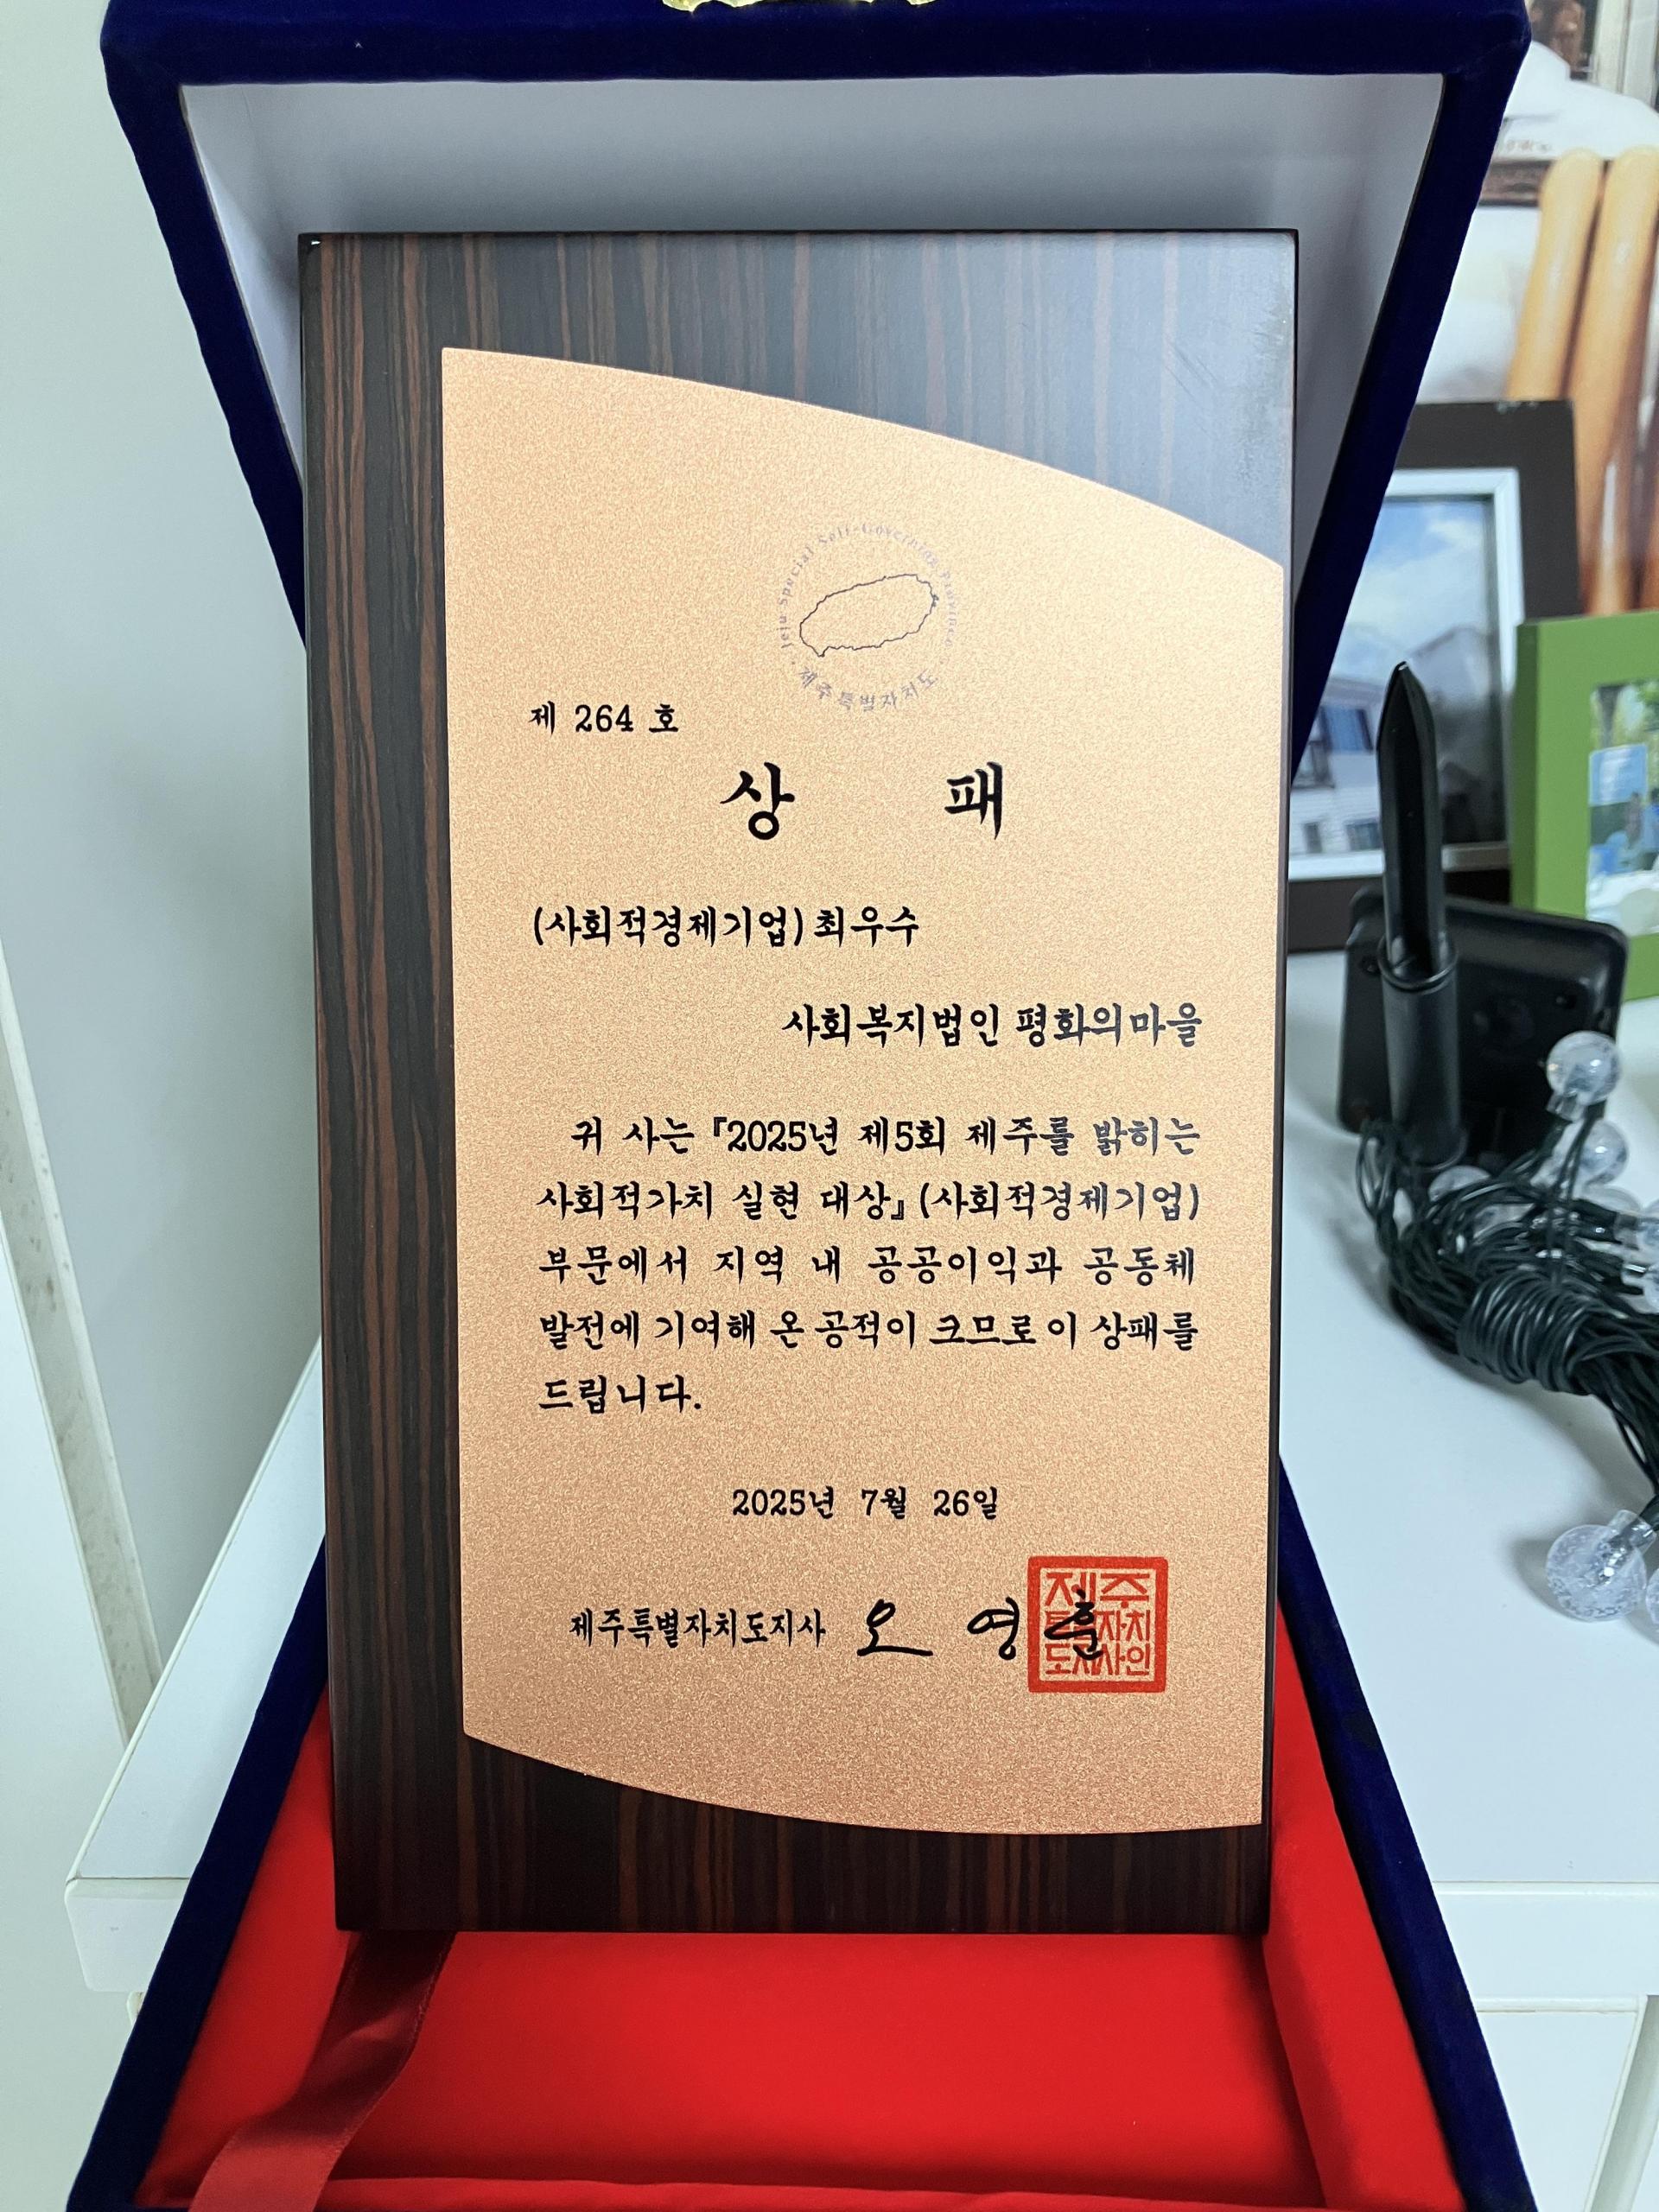 Jeju Special Self-Governing Province
제주특별자치도
제 264 호
상 패
(사회적경제기업) 최우수
사회복지법인 평화의마을
귀 사는 『2025년 제5회 제주를 밝히는
사회적가치 실현 대상』 (사회적경제기업)
부문에서 지역 내 공공이익과 공동체
발전에 기여해 온 공적이 크므로 이 상패를
드립니다.
2025년 7월 26일
제주특별자치도지사 오 영 훈
제주
특별자치
도지사인